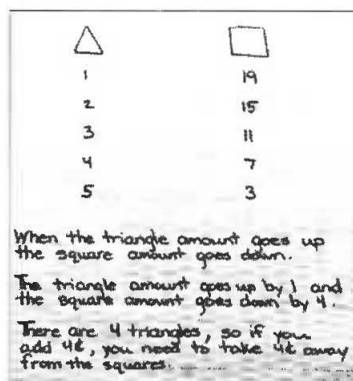 1 19
2 15
3 11
4 7
5 3
When the triangle amount goes up
the square amount goes down.
The triangle amount goes up by 1 and
the square amount goes down by 4.
There are 4 triangles, so if you
add 4¢, you need to take 4¢ away
from the squares.